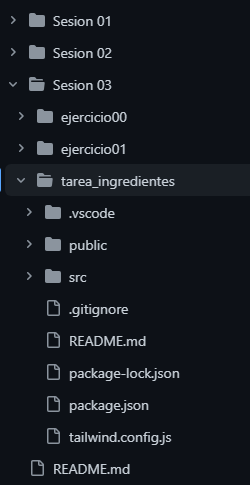 Sesion 01
Sesion 02
Sesion 03
ejercicio00
ejercicio01
tarea_ingredientes
.vscode
public
src
.gitignore
README.md
package-lock.json
package.json
tailwind.config.js
README.md